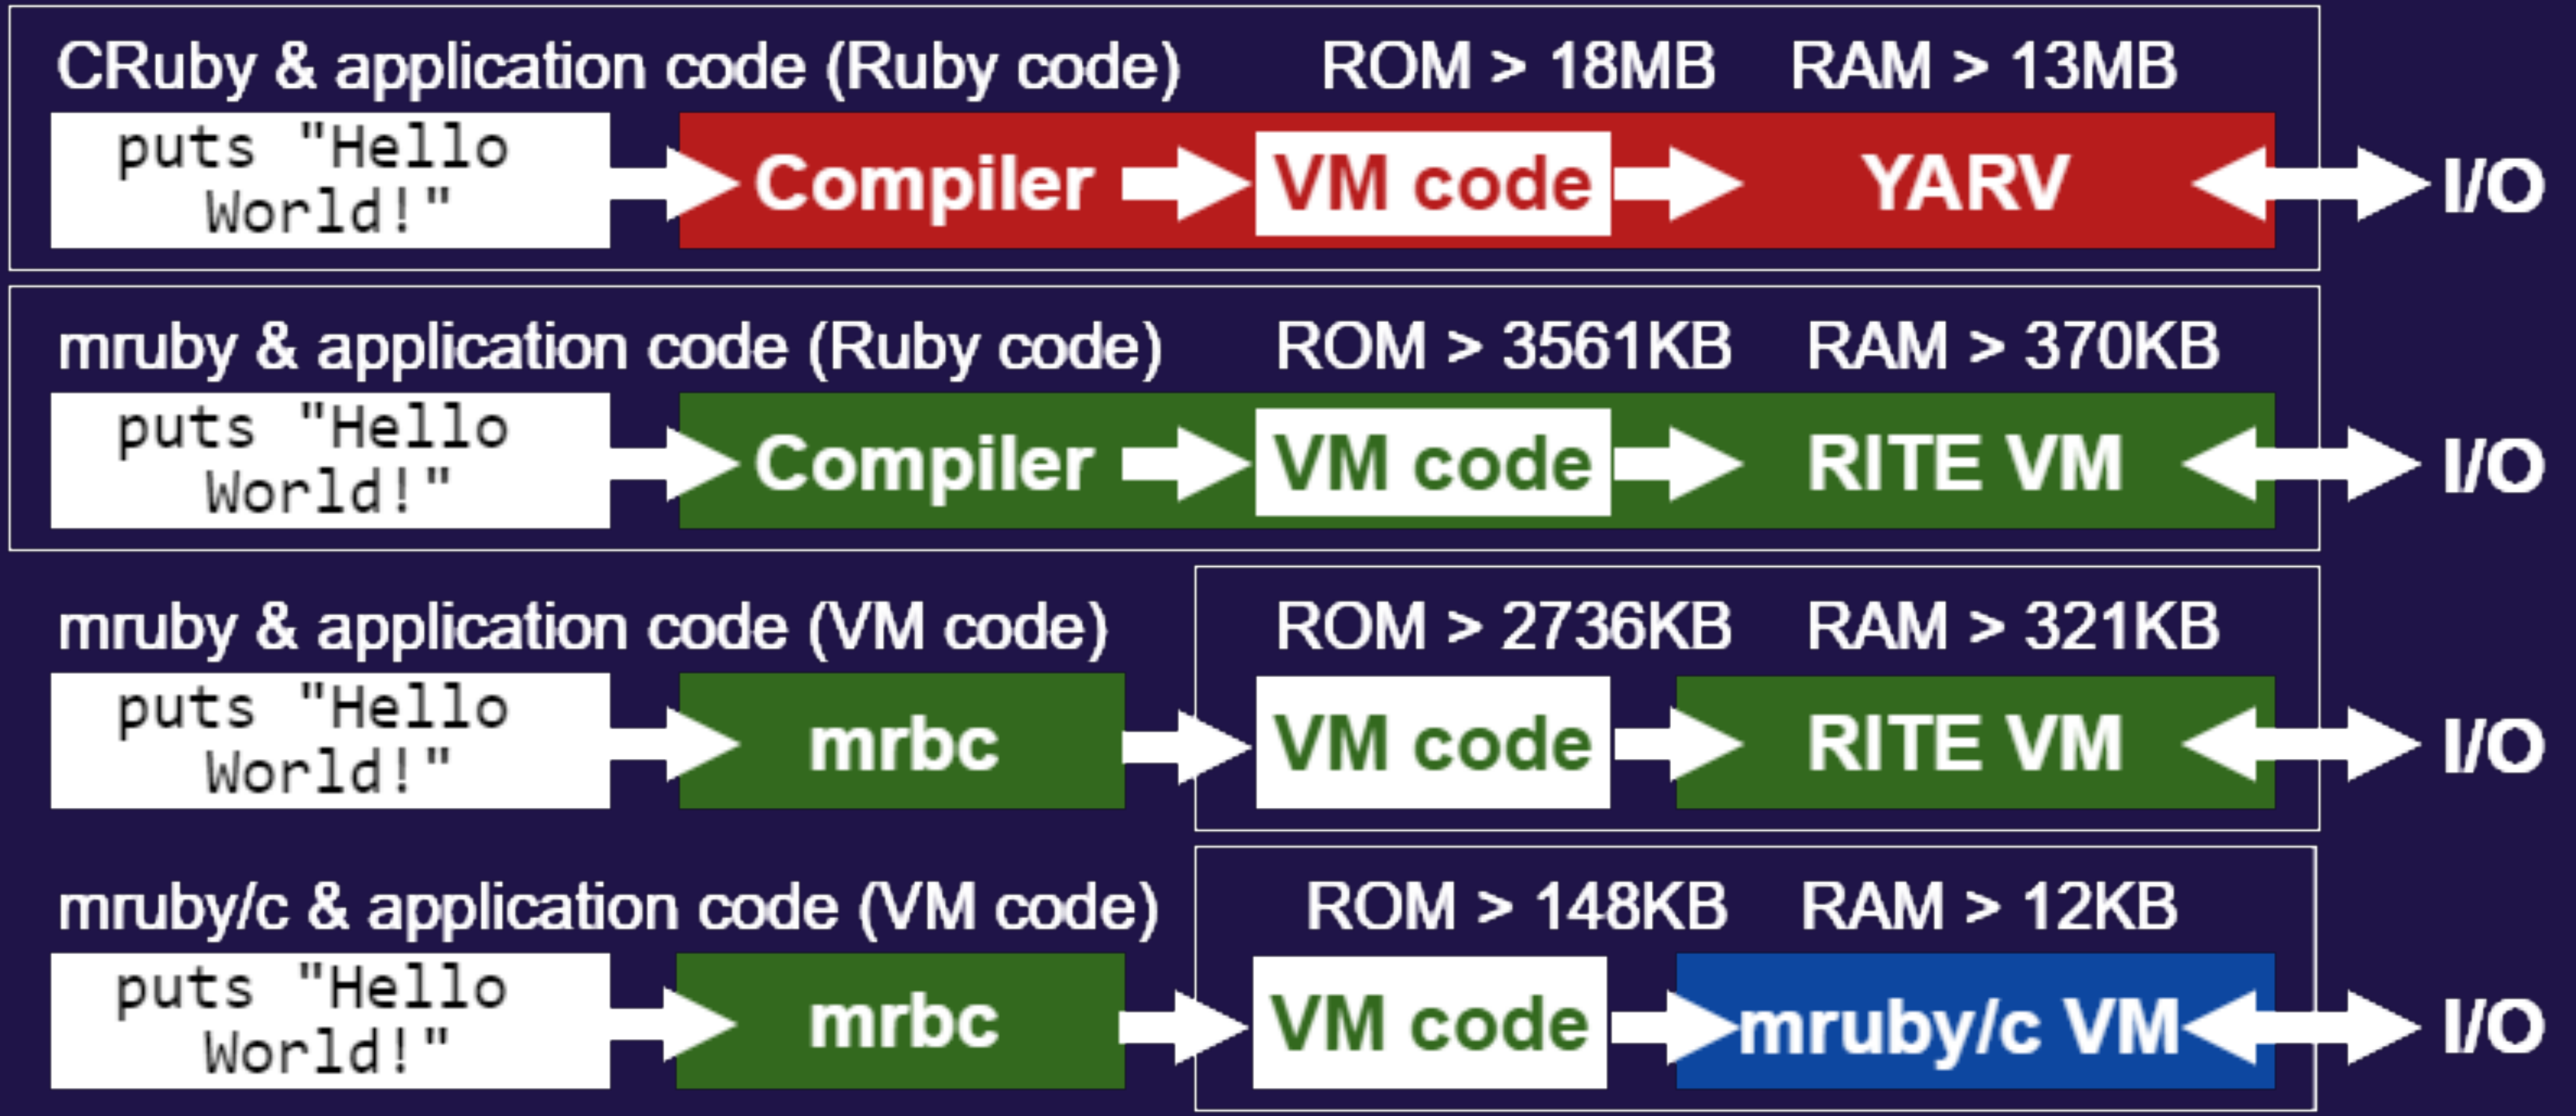 CRuby & application code (Ruby code) ROM > 18MB RAM > 13MB
puts "Hello
World!"
Compiler VM code YARV I/O
mruby & application code (Ruby code) ROM > 3561KB RAM > 370KB
puts "Hello
World!"
Compiler VM code RITE VM I/O
mruby & application code (VM code) ROM > 2736KB RAM > 321KB
puts "Hello
World!"
mrbc VM code RITE VM I/O
mruby/c & application code (VM code) ROM > 148KB RAM > 12KB
puts "Hello
World!"
mrbc VM code mruby/c VM I/O